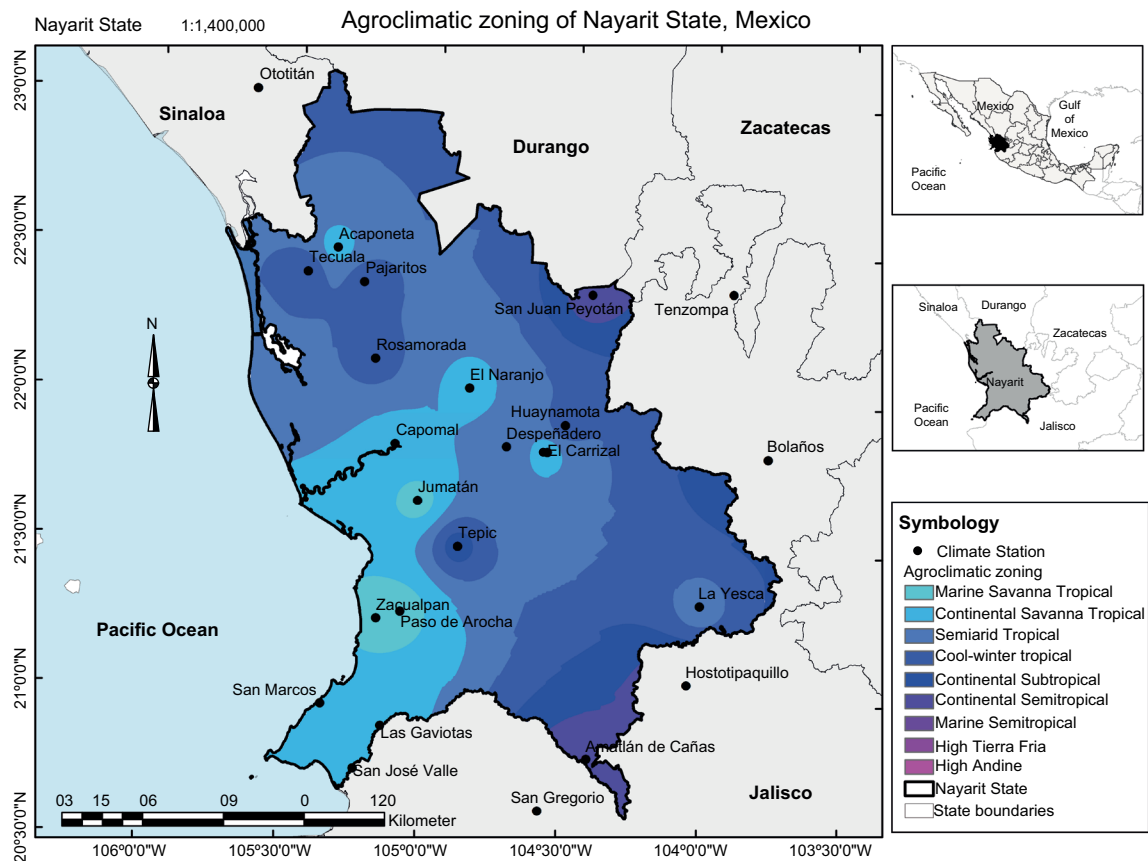 Nayarit State
1:1,400,000
Agroclimatic zoning of Nayarit State, Mexico
23°0'0"N
22°30'0"N
22°0'0"N
21°30'0"N
21°0'0"N
20°30'0"N
Ototitán
Sinaloa
Durango
Zacatecas
Acaponeta
Tecuala
Pajaritos
San Juan Peyotán
Tenzompa
N
Rosamorada
El Naranjo
Huaynamota
Capomal
Despeñadero
El Carrizal
Bolaños
Jumatán
Tepic
La Yesca
Zacualpan
Paso de Arocha
Pacific Ocean
Hostotipaquillo
San Marcos
Las Gaviotas
Amatlán de Cañas
San José Valle
San Gregorio
Jalisco
03 15 06 09 0 120
Kilometer
106°0'0"W
105°30'0"W
105°0'0"W
104°30'0"W
104°0'0"W
103°30'0"W
Mexico
Gulf
of
Mexico
Pacific
Ocean
Sinaloa
Durango
Zacatecas
Nayarit
Pacific
Ocean
Jalisco
Symbology
Climate Station
Agroclimatic zoning
Marine Savanna Tropical
Continental Savanna Tropical
Semiarid Tropical
Cool-winter tropical
Continental Subtropical
Continental Semitropical
Marine Semitropical
High Tierra Fria
High Andine
Nayarit State
State boundaries